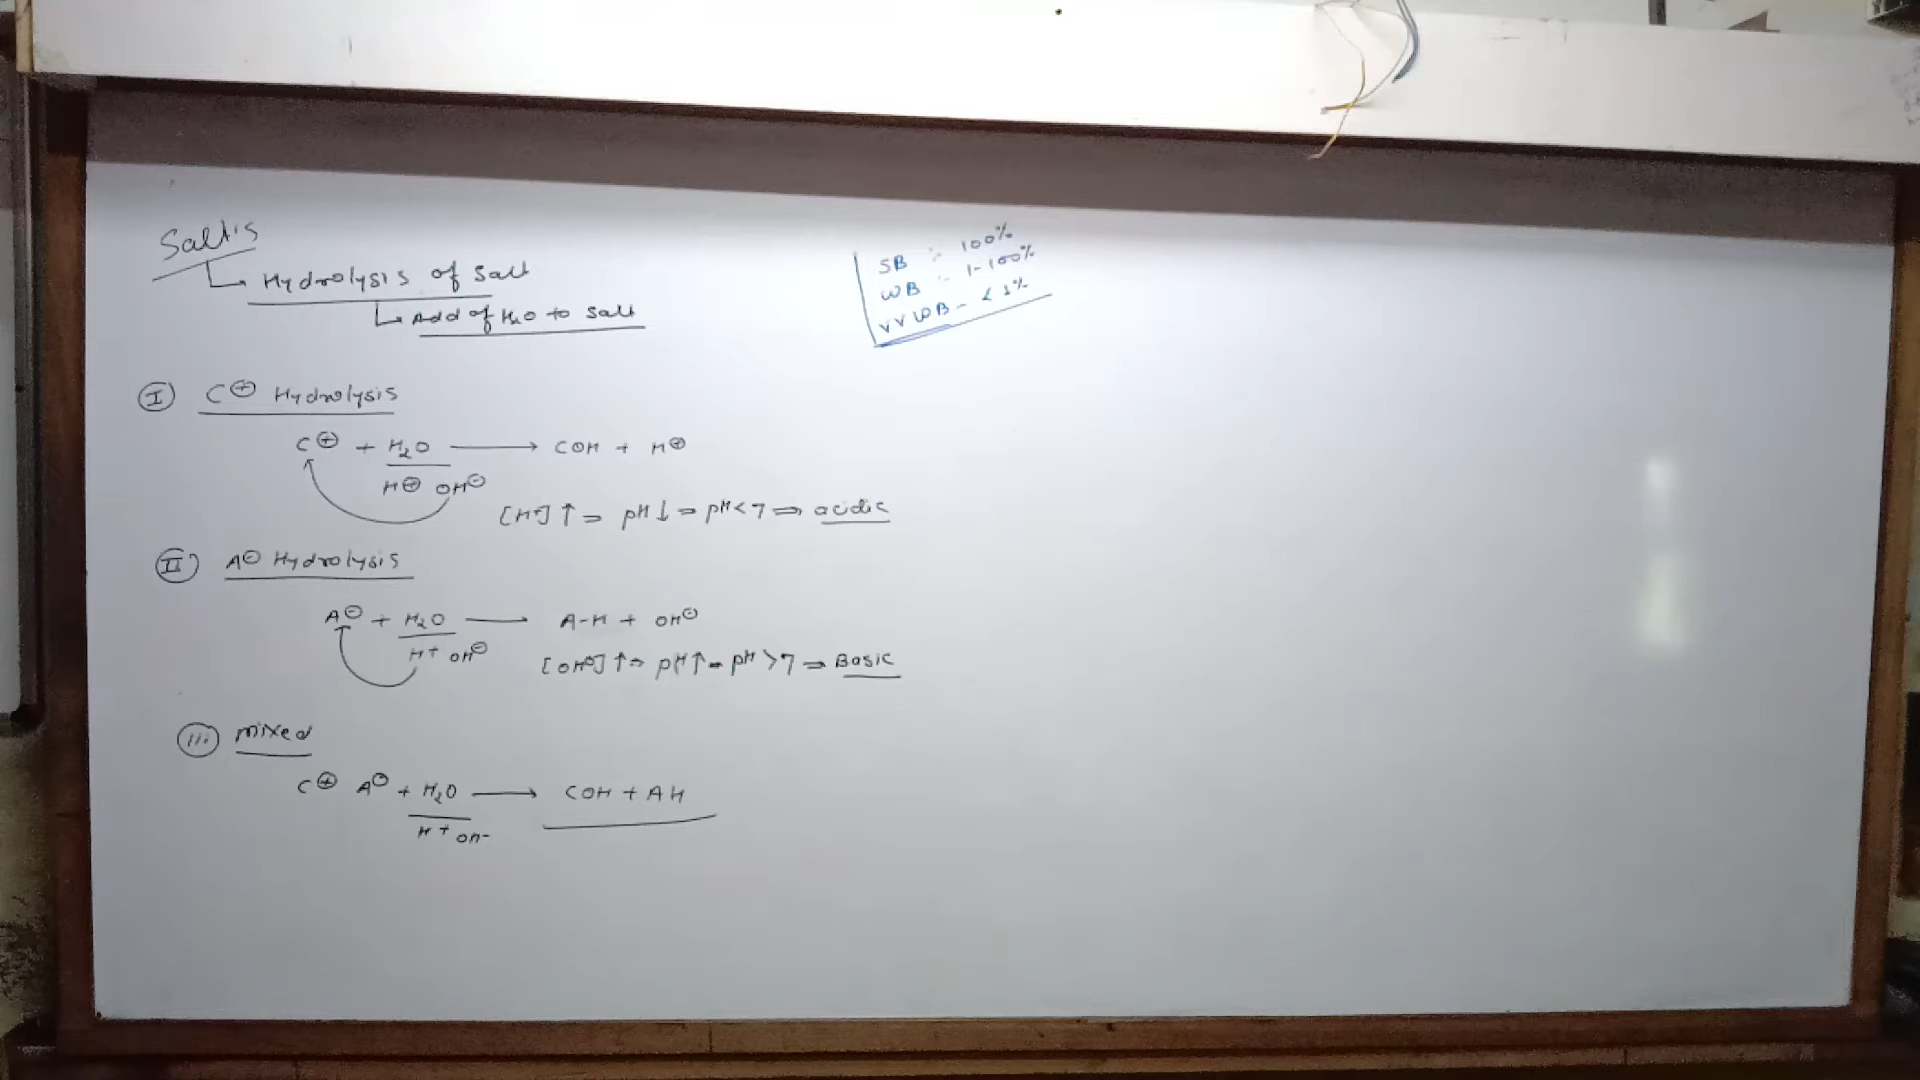 Salt's
Hydrolysis of Salt
Add of H2O to Salt
SB :- 100%
WB :- 1-100%
VVWB - < 1%
(I) C⊕ Hydrolysis
C⊕ + H2O ⟶ COH + H⊕
H⊕ OH⊖
[H+] ↑ ⇒ pH ↓ ⇒ pH < 7 ⇒ acidic
(II) A⊖ Hydrolysis
A⊖ + H2O ⟶ A-H + OH⊖
H+ OH⊖
[OH⊖] ↑ ⇒ pH ↑ ⇒ pH > 7 ⇒ Basic
(III) mixed
C⊕ A⊖ + H2O ⟶ COH + AH
H+ OH-